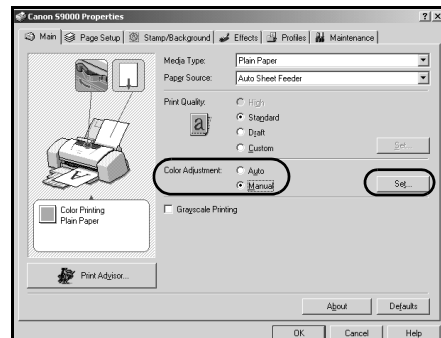 Canon S9000 Properties
Main Page Setup Stamp/Background Effects Profiles Maintenance
Media Type: Plain Paper
Paper Source: Auto Sheet Feeder
Print Quality: High
Standard
Draft
Custom Set...
Color Adjustment: Auto
Manual Set...
Grayscale Printing
Color Printing
Plain Paper
Print Advisor...
About Defaults
OK Cancel Help